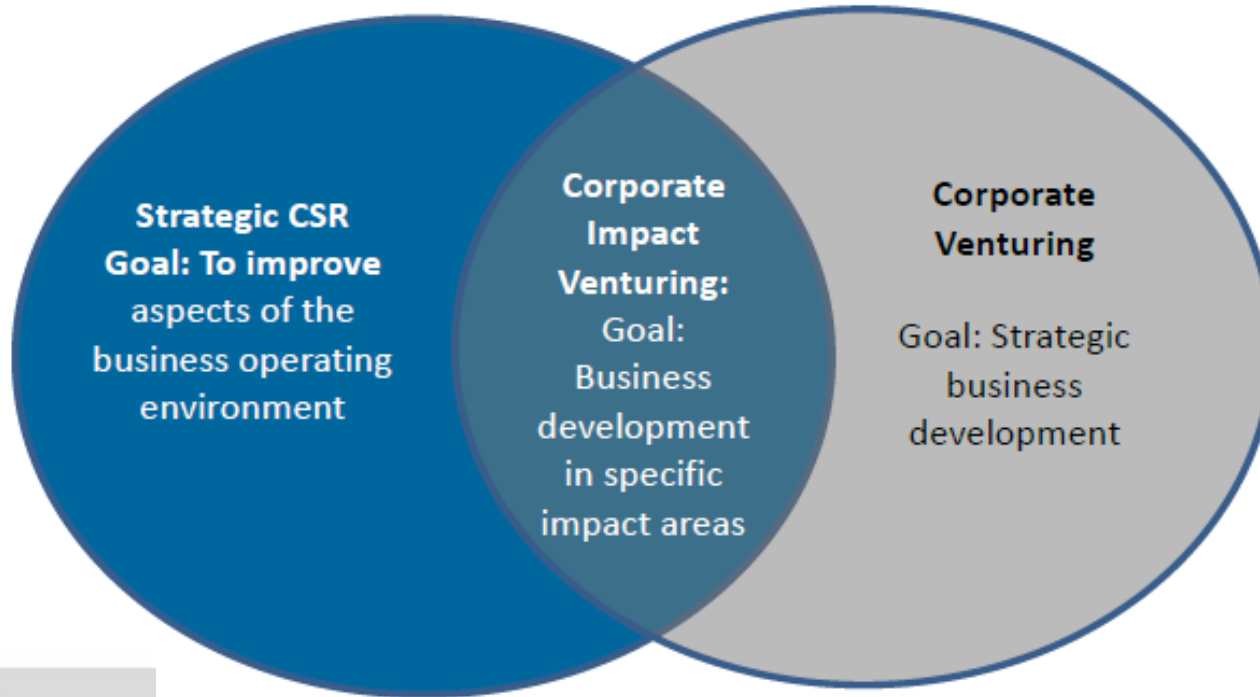 Strategic CSR
Goal: To improve
aspects of the
business operating
environment
Corporate
Impact
Venturing:
Goal:
Business
development
in specific
impact areas
Corporate
Venturing
Goal: Strategic
business
development